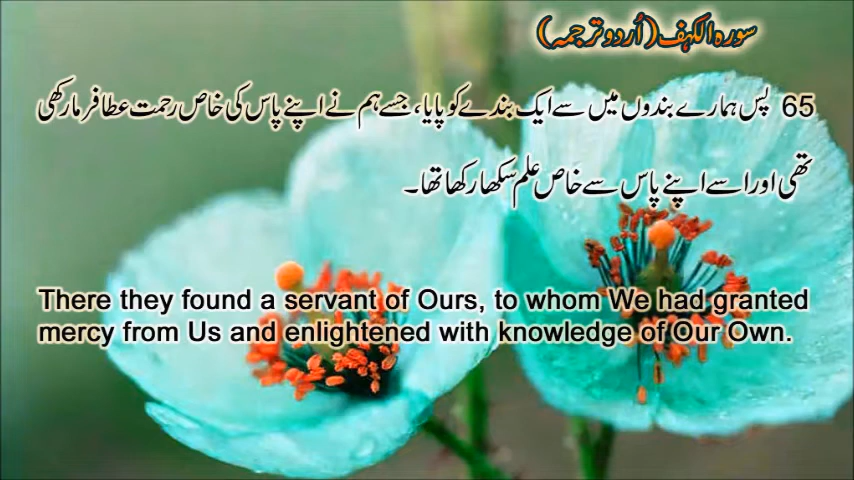 سورہ الکہف (اُردو ترجمہ)
65 پس ہمارے بندوں میں سے ایک بندے کو پایا، جسے ہم نے اپنے پاس کی خاص رحمت عطا فرما رکھی
تھی اور اسے اپنے پاس سے خاص علم سکھا رکھا تھا۔
There they found a servant of Ours, to whom We had granted
mercy from Us and enlightened with knowledge of Our Own.